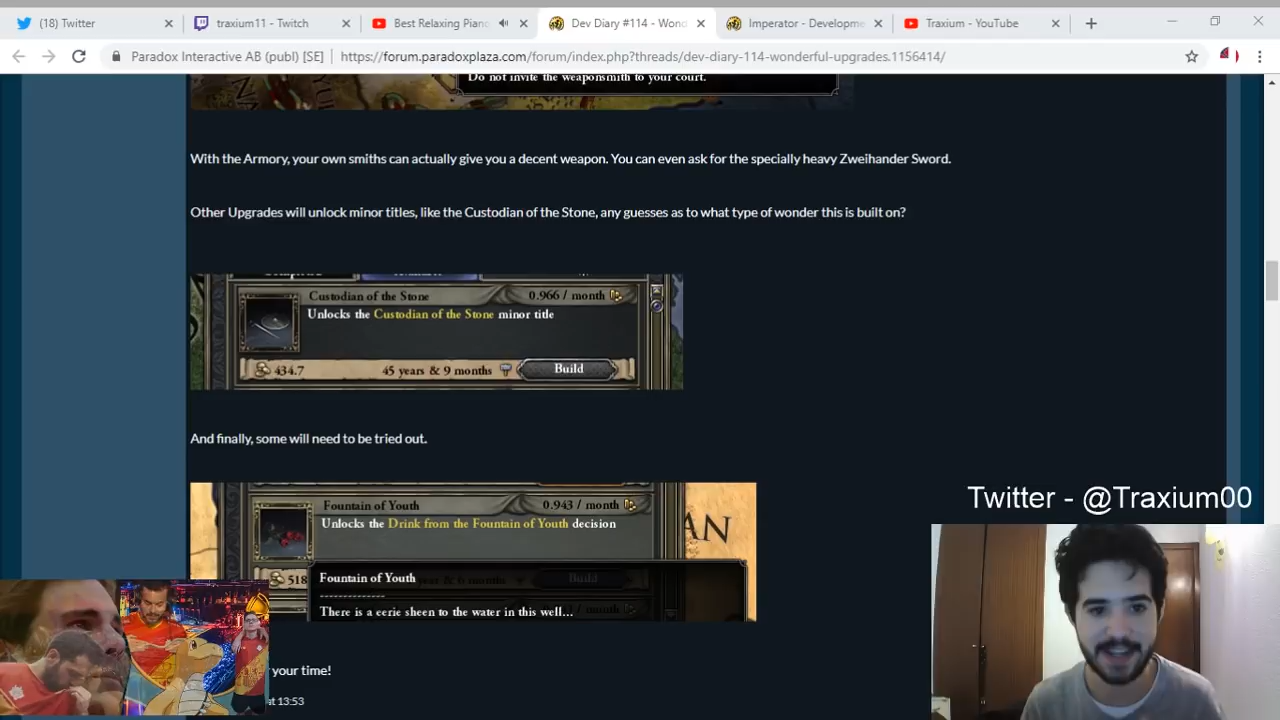 (18) Twitter
traxium11 - Twitch
Best Relaxing Piano
Dev Diary #114 - Wond
Imperator - Developme
Traxium - YouTube
Paradox Interactive AB (publ) [SE]
https://forum.paradoxplaza.com/forum/index.php?threads/dev-diary-114-wonderful-upgrades.1156414/
Do not invite the weaponsmith to your court.
With the Armory, your own smiths can actually give you a decent weapon. You can even ask for the specially heavy Zweihander Sword.
Other Upgrades will unlock minor titles, like the Custodian of the Stone, any guesses as to what type of wonder this is built on?
Custodian of the Stone
0.966 / month
Unlocks the Custodian of the Stone minor title
434.7
45 years & 9 months
Build
And finally, some will need to be tried out.
Fountain of Youth
0.943 / month
Unlocks the Drink from the Fountain of Youth decision
AN
518
Fountain of Youth
Build
There is a eerie sheen to the water in this well...
your time!
at 13:53
Twitter - @Traxium00